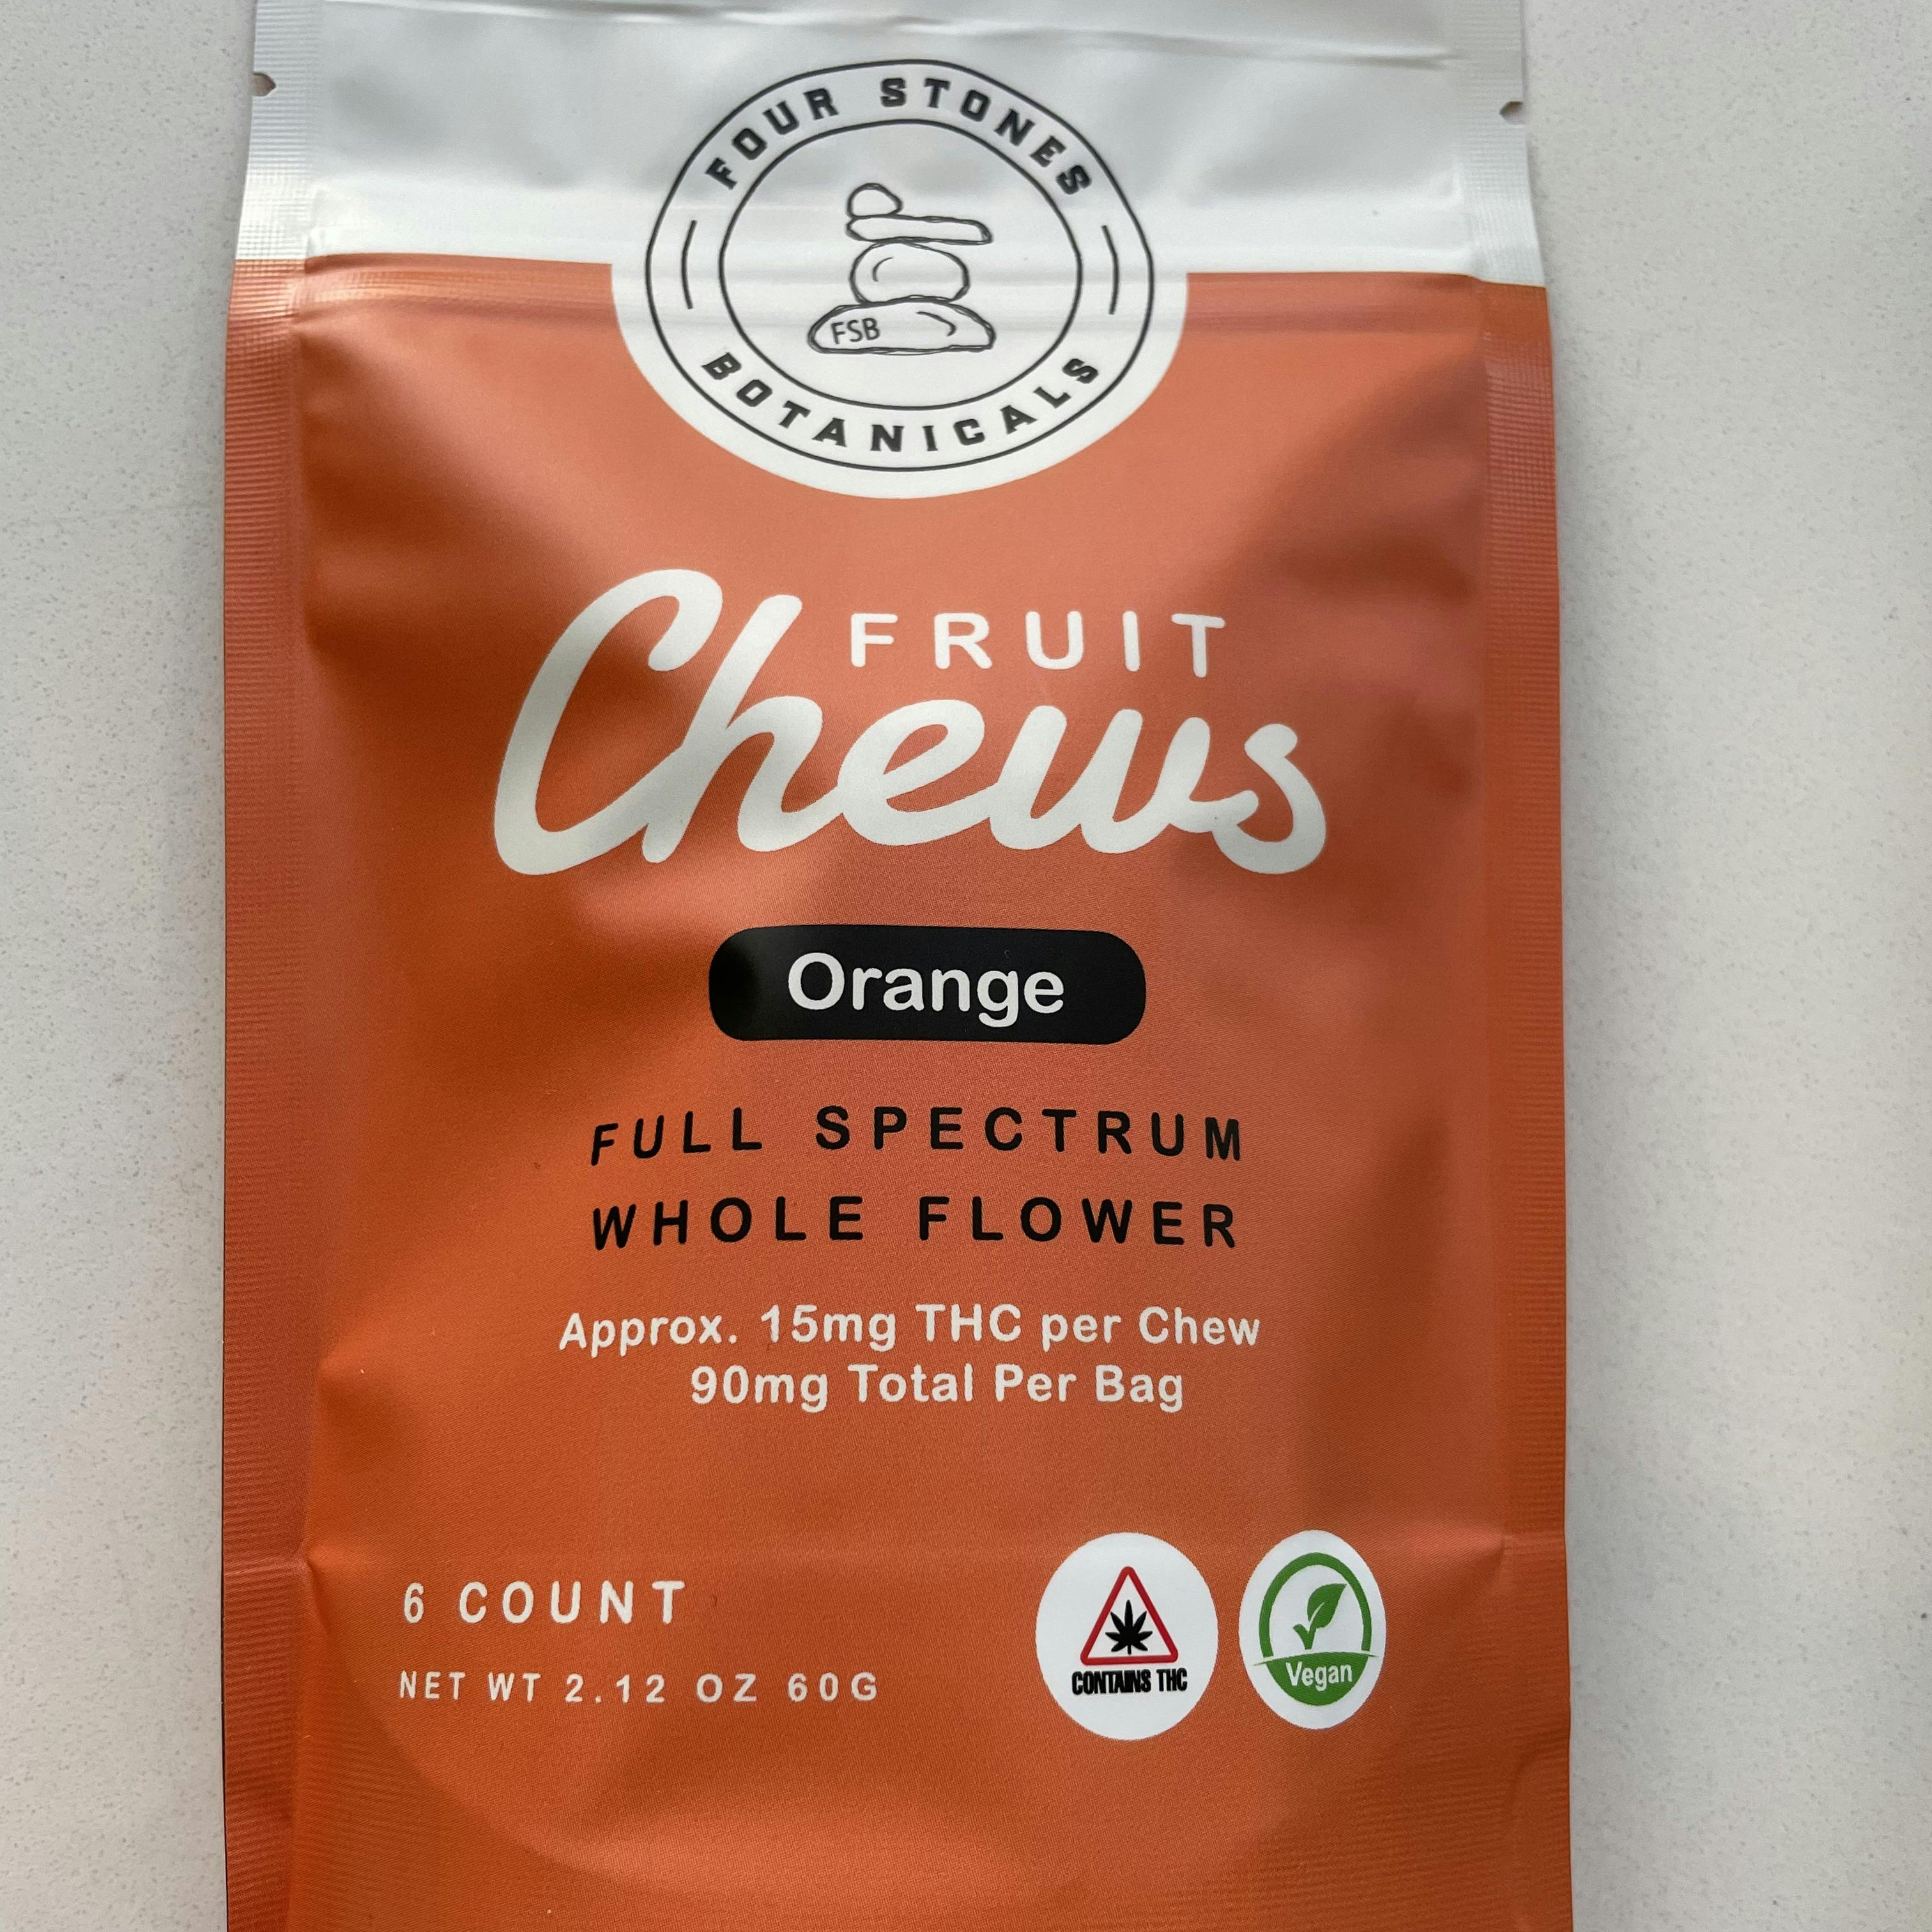 FOUR STONES
FSB
BOTANICALS
FRUIT
Chews
Orange
FULL SPECTRUM
WHOLE FLOWER
Approx. 15mg THC per Chew
90mg Total Per Bag
6 COUNT
NET WT 2.12 OZ 60G
CONTAINS THC
Vegan